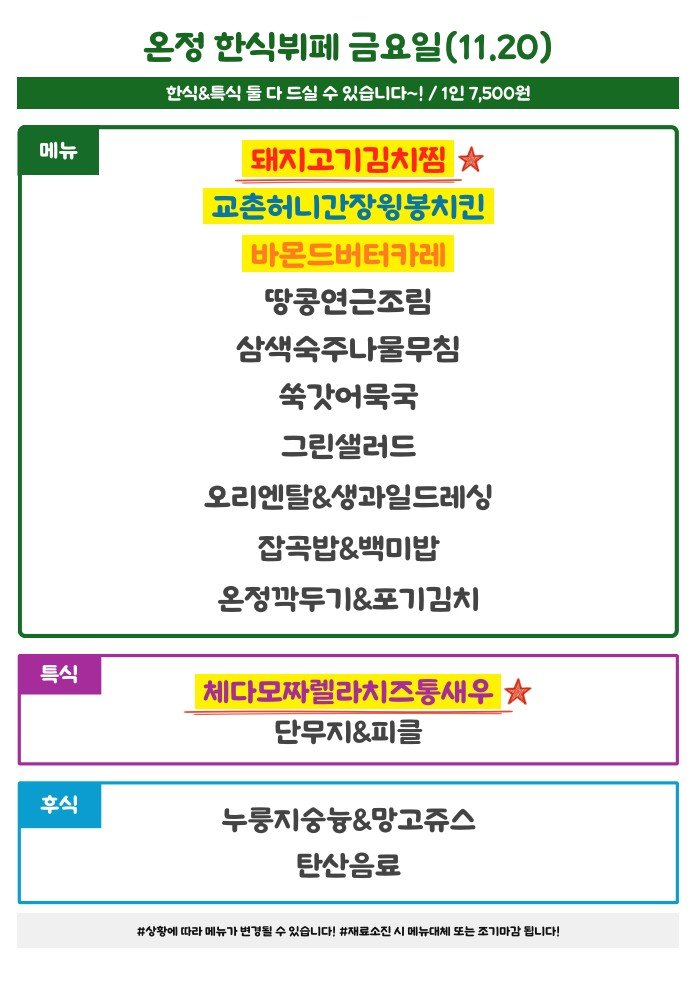 온정 한식뷔페 금요일(11.20)
한식&특식 둘 다 드실 수 있습니다~! / 1인 7,500원
메뉴
돼지고기김치찜
교촌허니간장윙봉치킨
바몬드버터카레
땅콩연근조림
삼색숙주나물무침
쑥갓어묵국
그린샐러드
오리엔탈&생과일드레싱
잡곡밥&백미밥
온정깍두기&포기김치
특식
체다모짜렐라치즈통새우
단무지&피클
후식
누룽지숭늉&망고쥬스
탄산음료
#상황에 따라 메뉴가 변경될 수 있습니다! #재료소진 시 메뉴대체 또는 조기마감 됩니다!